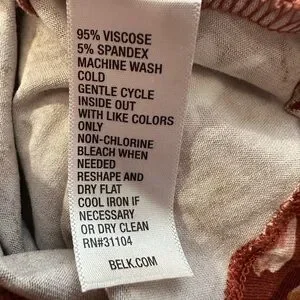 95% VISCOSE
5% SPANDEX
MACHINE WASH
COLD
GENTLE CYCLE
INSIDE OUT
WITH LIKE COLORS
ONLY
NON-CHLORINE
BLEACH WHEN
NEEDED
RESHAPE AND
DRY FLAT
COOL IRON IF
NECESSARY
OR DRY CLEAN
RN#31104
BELK.COM